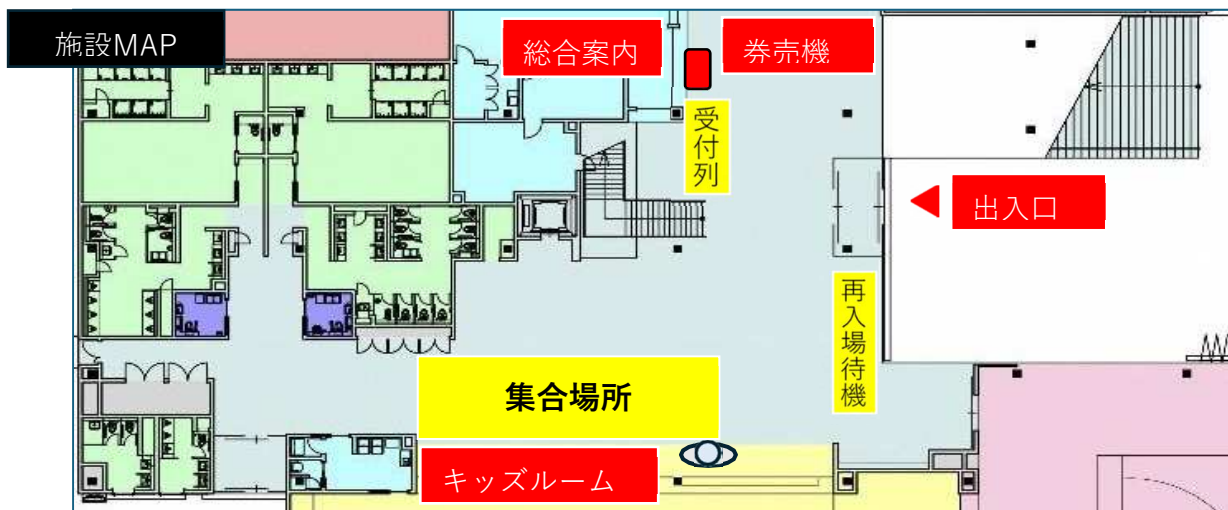 施設MAP
総合案内
券売機
受付列
出入口
再入場待機
集合場所
キッズルーム